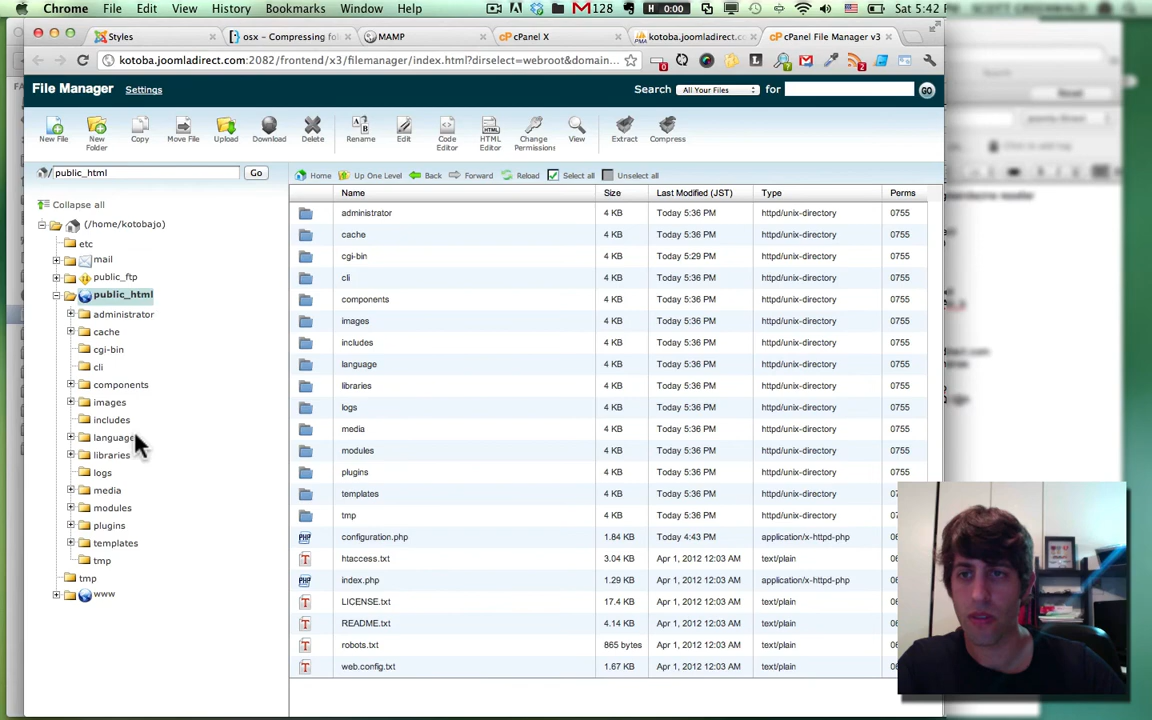 Chrome File Edit View History Bookmarks Window Help 128 H 0:00 Sat 5:42
Styles × osx - Compressing fol × MAMP × cPanel X × kotoba.joomladirect.c × cPanel File Manager v3 ×
kotoba.joomladirect.com:2082/frontend/x3/filemanager/index.html?dirselect=webroot&domain...
File Manager Settings Search All Your Files for GO
New File New Folder Copy Move File Upload Download Delete Rename Edit Code Editor HTML Editor Change Permissions View Extract Compress
/ public_html Go
Home Up One Level Back Forward Reload Select all Unselect all
Collapse all
(/home/kotobajo)
etc
mail
public_ftp
public_html
administrator
cache
cgi-bin
cli
components
images
includes
language
libraries
logs
media
modules
plugins
templates
tmp
tmp
www
Name Size Last Modified (JST) Type Perms
administrator 4 KB Today 5:36 PM httpd/unix-directory 0755
cache 4 KB Today 5:36 PM httpd/unix-directory 0755
cgi-bin 4 KB Today 5:29 PM httpd/unix-directory 0755
cli 4 KB Today 5:36 PM httpd/unix-directory 0755
components 4 KB Today 5:36 PM httpd/unix-directory 0755
images 4 KB Today 5:36 PM httpd/unix-directory 0755
includes 4 KB Today 5:36 PM httpd/unix-directory 0755
language 4 KB Today 5:36 PM httpd/unix-directory 0755
libraries 4 KB Today 5:36 PM httpd/unix-directory 0755
logs 4 KB Today 5:36 PM httpd/unix-directory 0755
media 4 KB Today 5:36 PM httpd/unix-directory 0755
modules 4 KB Today 5:36 PM httpd/unix-directory 0755
plugins 4 KB Today 5:36 PM httpd/unix-directory 0755
templates 4 KB Today 5:36 PM httpd/unix-directory
tmp 4 KB Today 5:36 PM httpd/unix-directory
configuration.php 1.84 KB Today 4:43 PM application/x-httpd-php
htaccess.txt 3.04 KB Apr 1, 2012 12:03 AM text/plain
index.php 1.29 KB Apr 1, 2012 12:03 AM application/x-httpd-php
LICENSE.txt 17.4 KB Apr 1, 2012 12:03 AM text/plain
README.txt 4.14 KB Apr 1, 2012 12:03 AM text/plain
robots.txt 865 bytes Apr 1, 2012 12:03 AM text/plain
web.config.txt 1.67 KB Apr 1, 2012 12:03 AM text/plain